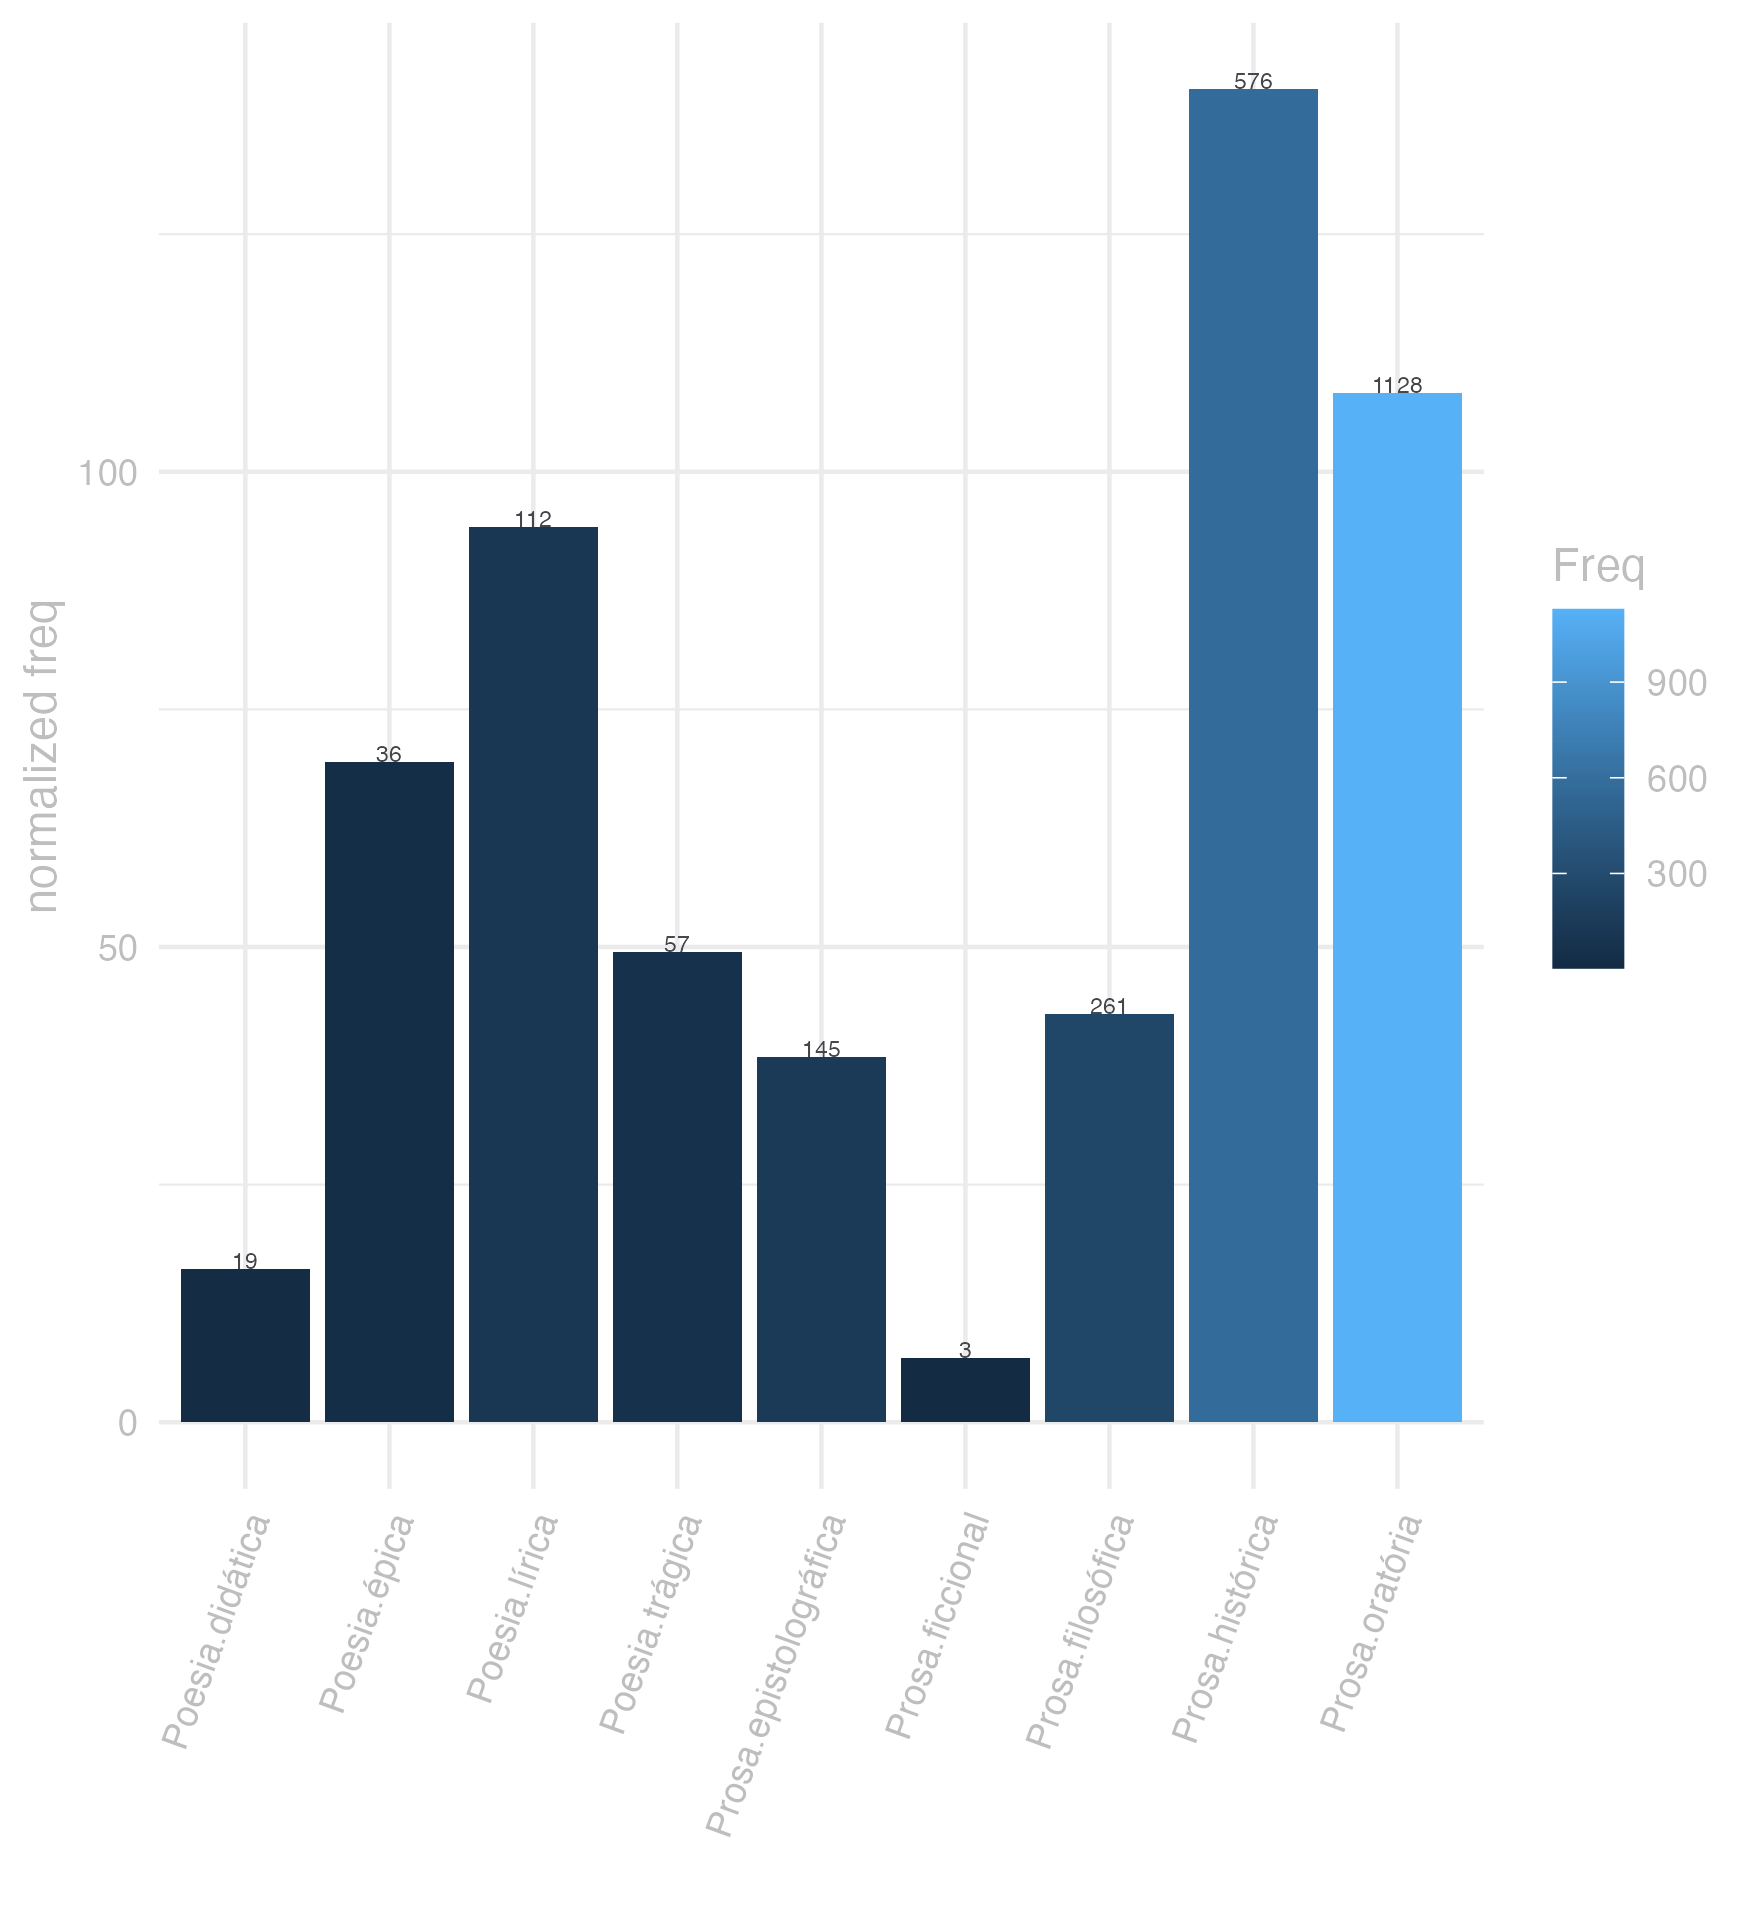 576
1128
100
112
36
57
50
261
145
19
3
0
normalized freq
Freq
900
600
300
Poesia.didática
Poesia.épica
Poesia.lírica
Poesia.trágica
Prosa.epistolográfica
Prosa.ficcional
Prosa.filosófica
Prosa.histórica
Prosa.oratória